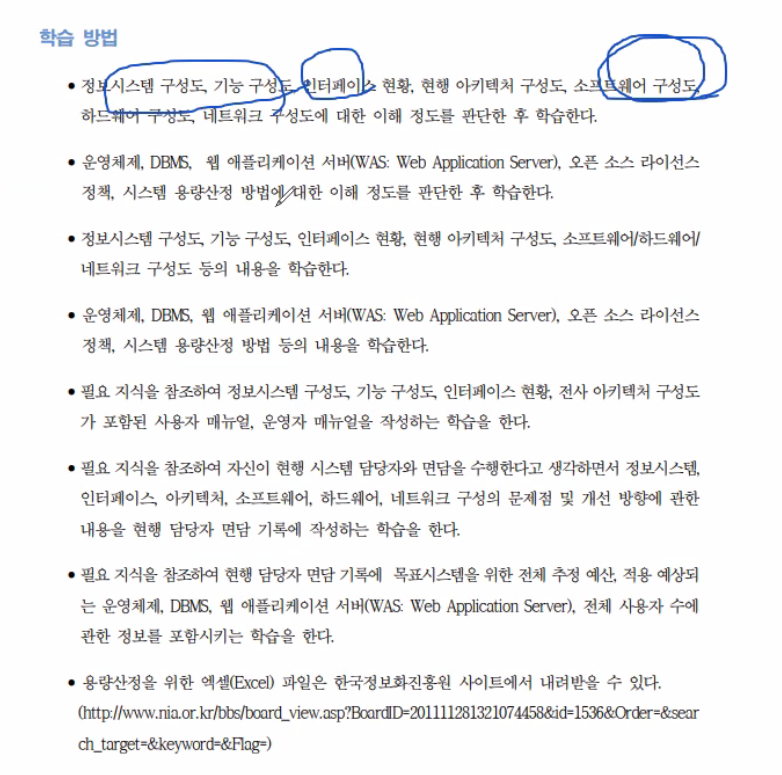 학습 방법
• 정보시스템 구성도, 기능 구성도, 인터페이스 현황, 현행 아키텍처 구성도, 소프트웨어 구성도,
하드웨어 구성도, 네트워크 구성도에 대한 이해 정도를 판단한 후 학습한다.
• 운영체제, DBMS, 웹 애플리케이션 서버(WAS: Web Application Server), 오픈 소스 라이선스
정책, 시스템 용량산정 방법에 대한 이해 정도를 판단한 후 학습한다.
• 정보시스템 구성도, 기능 구성도, 인터페이스 현황, 현행 아키텍처 구성도, 소프트웨어/하드웨어/
네트워크 구성도 등의 내용을 학습한다.
• 운영체제, DBMS, 웹 애플리케이션 서버(WAS: Web Application Server), 오픈 소스 라이선스
정책, 시스템 용량산정 방법 등의 내용을 학습한다.
• 필요 지식을 참조하여 정보시스템 구성도, 기능 구성도, 인터페이스 현황, 전사 아키텍처 구성도
가 포함된 사용자 매뉴얼, 운영자 매뉴얼을 작성하는 학습을 한다.
• 필요 지식을 참조하여 자신이 현행 시스템 담당자와 면담을 수행한다고 생각하면서 정보시스템,
인터페이스, 아키텍처, 소프트웨어, 하드웨어, 네트워크 구성의 문제점 및 개선 방향에 관한
내용을 현행 담당자 면담 기록에 작성하는 학습을 한다.
• 필요 지식을 참조하여 현행 담당자 면담 기록에 목표시스템을 위한 전체 추정 예산, 적용 예상되
는 운영체제, DBMS, 웹 애플리케이션 서버(WAS: Web Application Server), 전체 사용자 수에
관한 정보를 포함시키는 학습을 한다.
• 용량산정을 위한 엑셀(Excel) 파일은 한국정보화진흥원 사이트에서 내려받을 수 있다.
(http://www.nia.or.kr/bbs/board_view.asp?BoardID=201111281321074458&id=1536&Order=&sear
ch_target=&keyword=&Flag=)